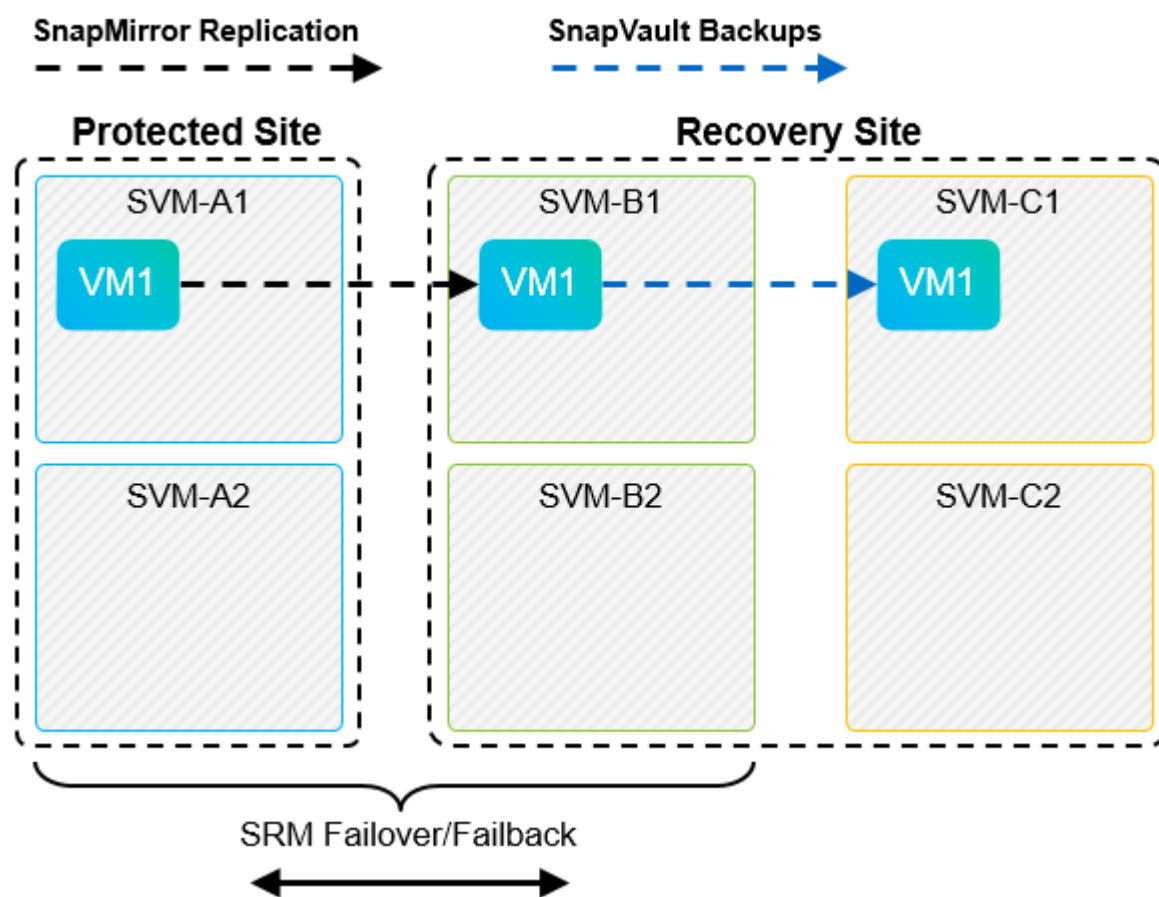 SnapMirror Replication
SnapVault Backups
Protected Site
Recovery Site
SVM-A1
SVM-B1
SVM-C1
VM1
VM1
VM1
SVM-A2
SVM-B2
SVM-C2
SRM Failover/Failback